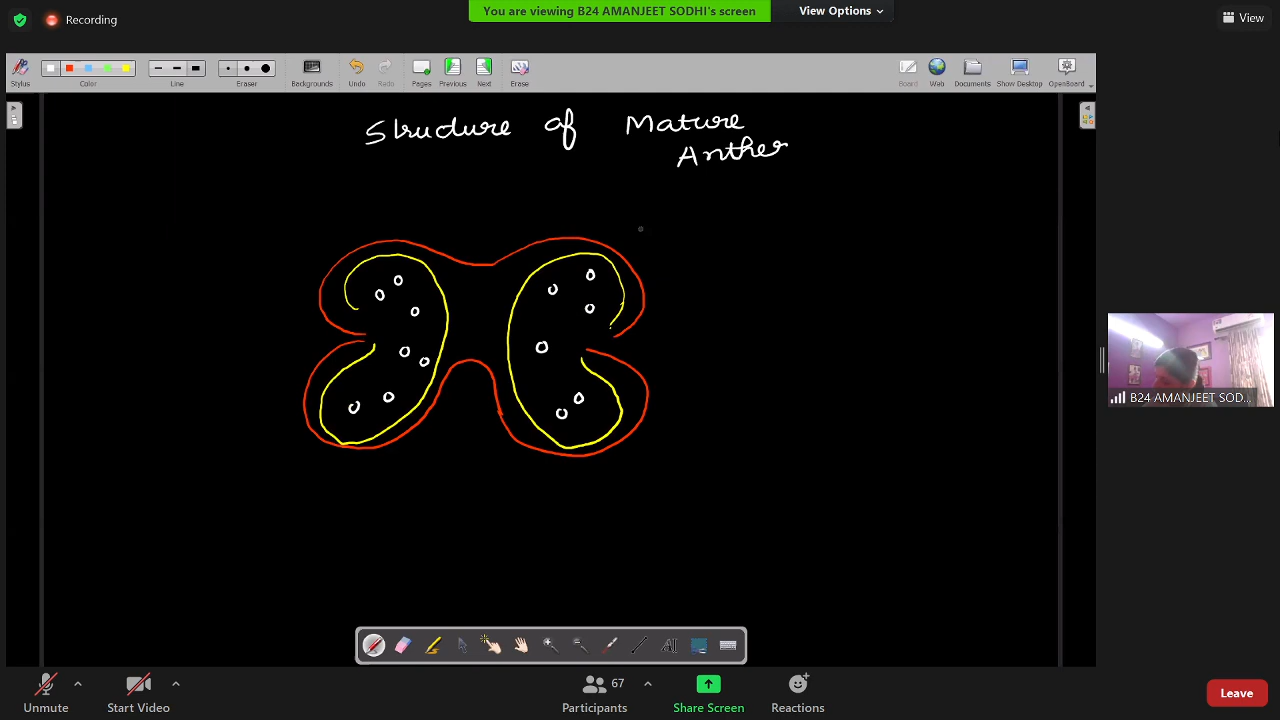 Recording
You are viewing B24 AMANJEET SODHI's screen
View Options
View
Stylus
Color
Line
Eraser
Backgrounds
Undo
Redo
Pages
Previous
Next
Erase
Board
Web
Documents
Show Desktop
OpenBoard
Structure of Mature
Anther
B24 AMANJEET SOD...
Unmute
Start Video
67
Participants
Share Screen
Reactions
Leave